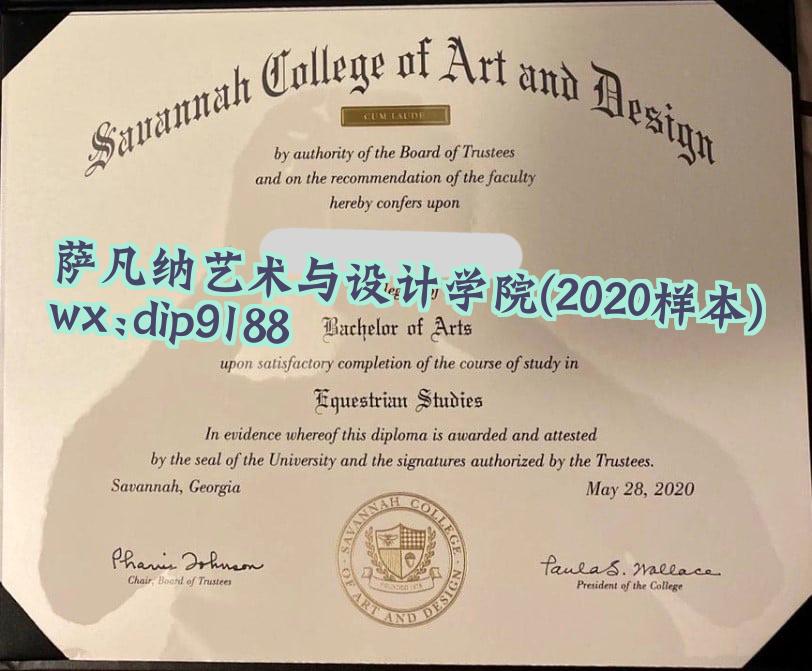 Savannah College of Art and Design
CUM LAUDE
by authority of the Board of Trustees
and on the recommendation of the faculty
hereby confers upon
萨凡纳艺术与设计学院(2020样本)
wx:dip9188
Bachelor of Arts
upon satisfactory completion of the course of study in
Equestrian Studies
In evidence whereof this diploma is awarded and attested
by the seal of the University and the signatures authorized by the Trustees.
Savannah, Georgia
May 28, 2020
SAVANNAH COLLEGE OF ART AND DESIGN
FOUNDED 1978
Chair, Board of Trustees
Paula S. Wallace
President of the College